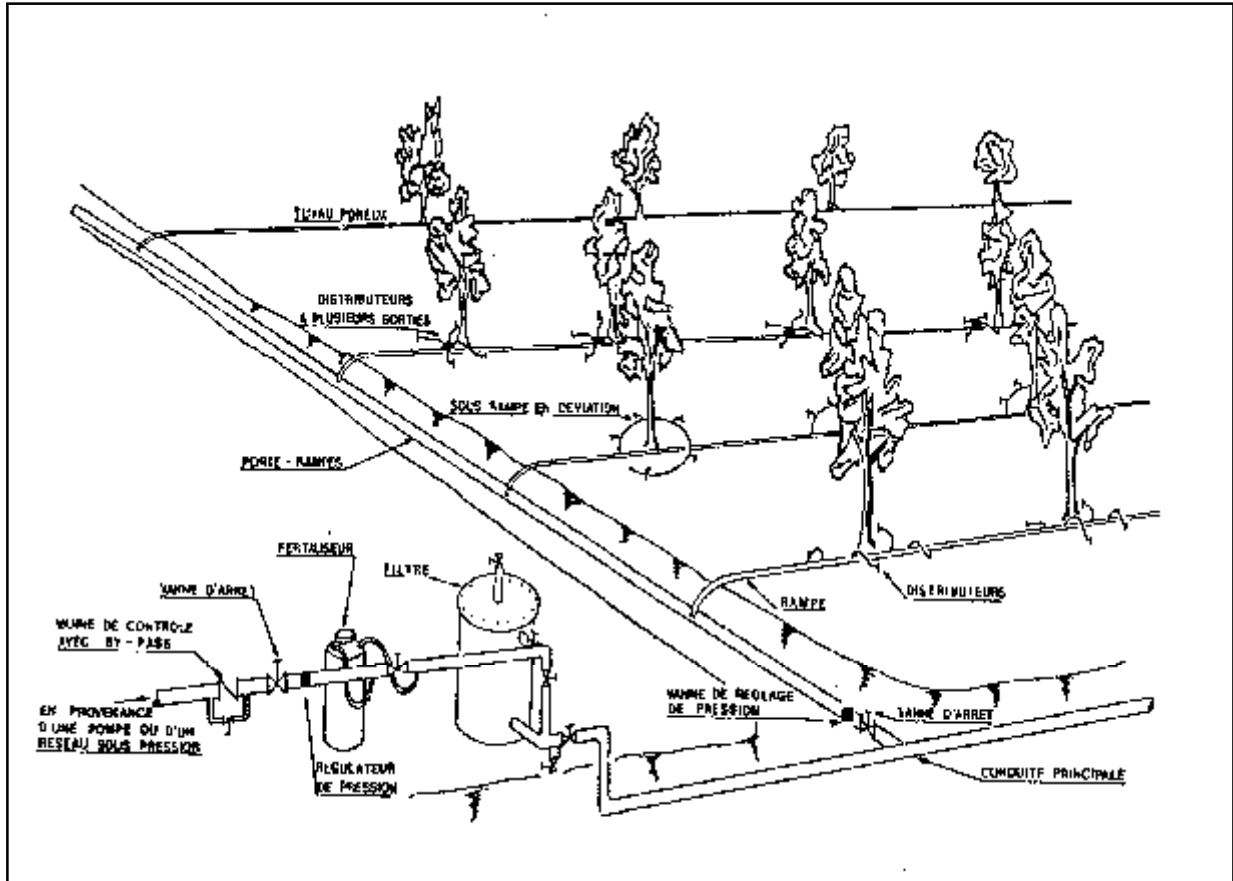 TUYAU POREUX
DISTRIBUTEURS
A PLUSIEURS SORTIES
SOUS RAMPE EN DEVIATION
PORTE-RAMPES
FERTILISEUR
FILTRE
VANNE D'ARRET
VANNE DE CONTROLE
AVEC BY-PASS
RAMPE
DISTRIBUTEURS
EN PROVENANCE
D'UNE POMPE OU D'UN
RESEAU SOUS PRESSION
REGULATEUR
DE PRESSION
VANNE DE REGLAGE
DE PRESSION
VANNE D'ARRET
CONDUITE PRINCIPALE